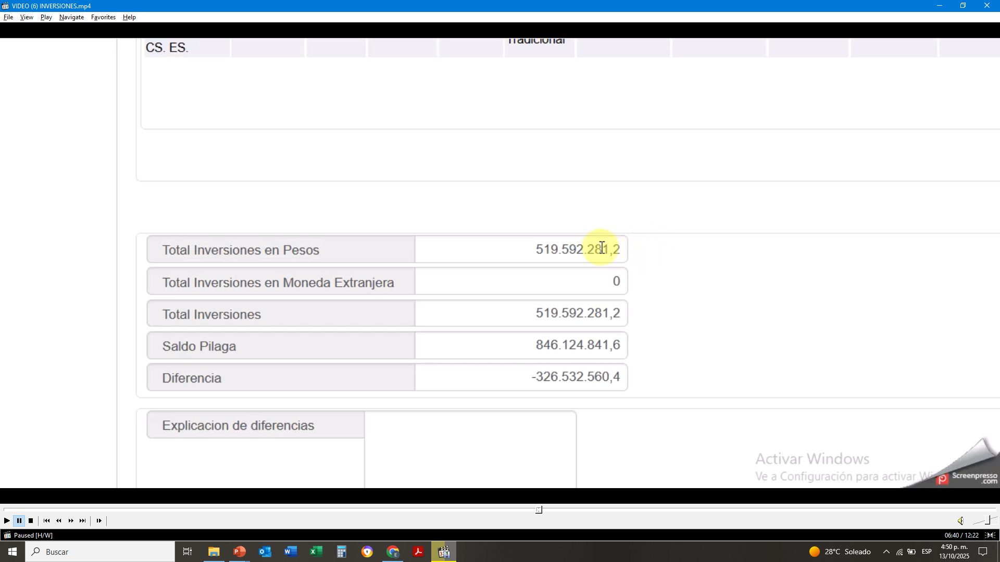 VIDEO (6) INVERSIONES.mp4
File View Play Navigate Favorites Help
Tradicional
CS. ES.
Total Inversiones en Pesos 519.592.281,2
Total Inversiones en Moneda Extranjera 0
Total Inversiones 519.592.281,2
Saldo Pilaga 846.124.841,6
Diferencia -326.532.560,4
Explicacion de diferencias
Activar Windows
Ve a Configuración para activar
Screenpresso
.com
Paused [H/W] 06:40 / 12:22
Buscar
28°C Soleado
ESP
4:50 p. m.
13/10/2025